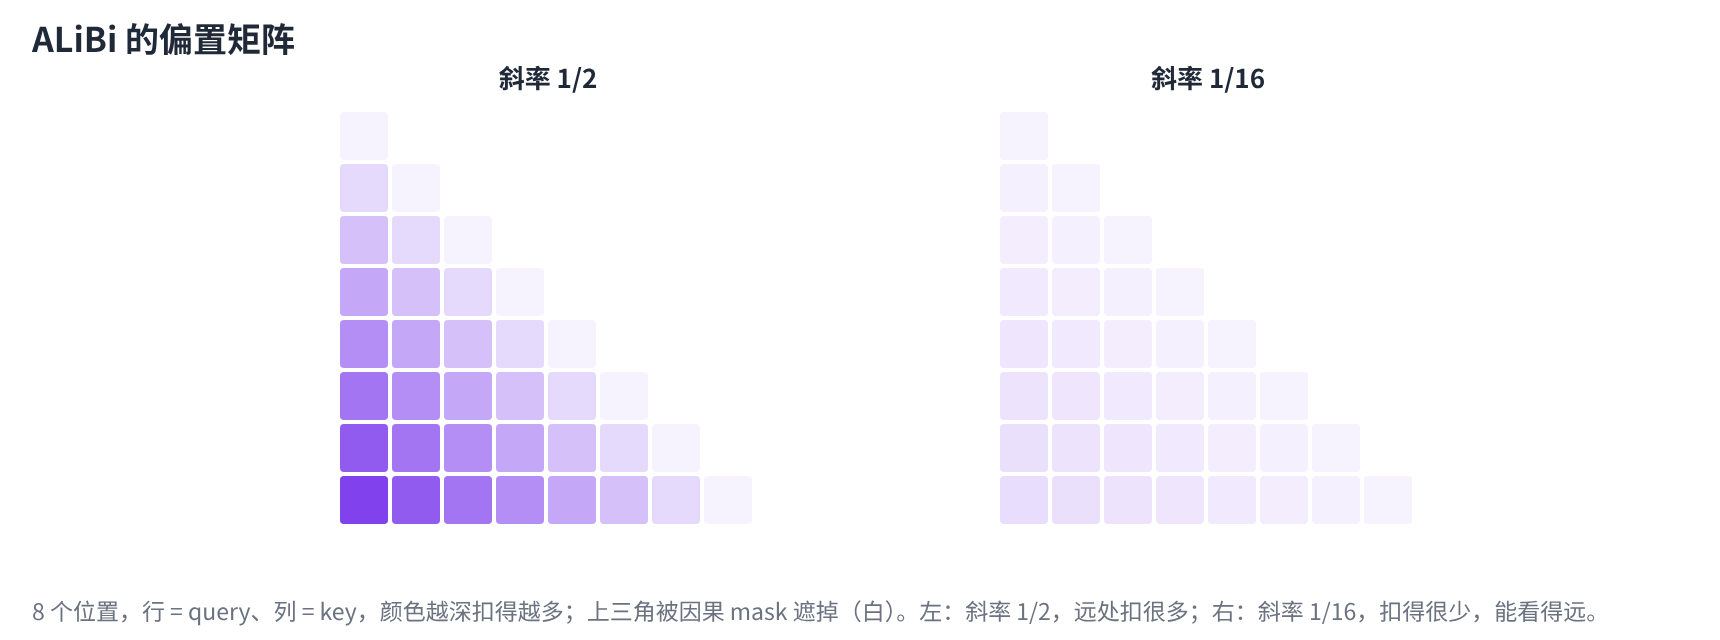 ALiBi 的偏置矩阵
斜率 1/2
斜率 1/16
8 个位置，行 = query、列 = key，颜色越深扣得越多；上三角被因果 mask 遮掉（白）。左：斜率 1/2，远处扣很多；右：斜率 1/16，扣得很少，能看得远。